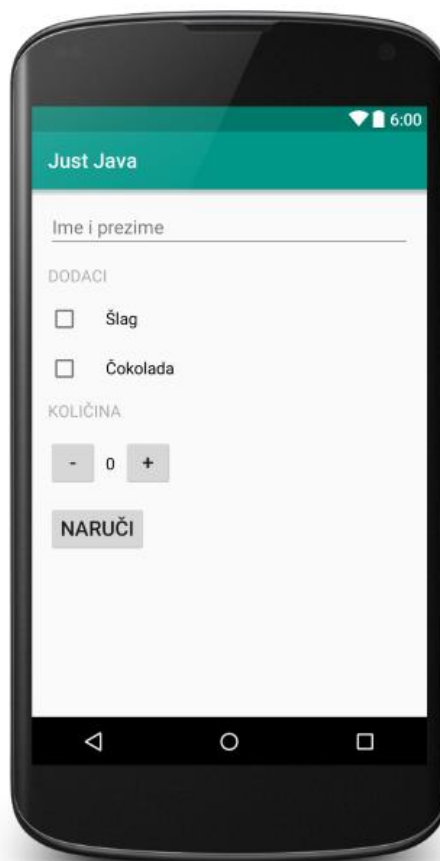 6:00
Just Java
Ime i prezime
DODACI
Šlag
Čokolada
KOLIČINA
- 0 +
NARUČI